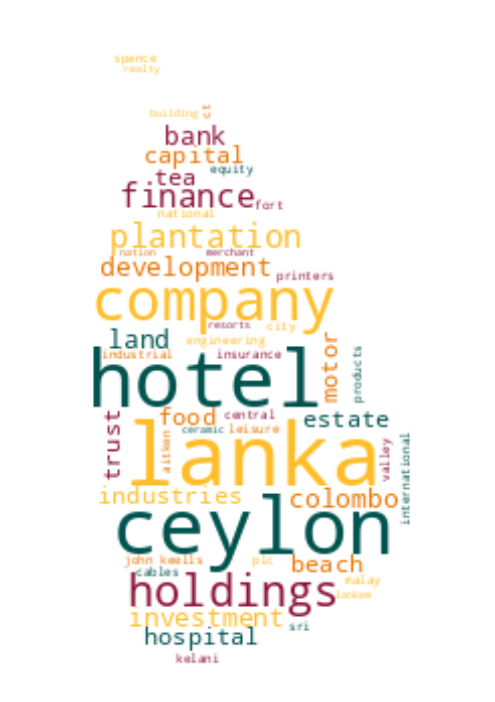 spence
realty
building
ct
bank
capital
equity
tea
finance
fort
national
plantation
nation
merchant
development
printers
company
resorts
city
land
engineering
motor
industrial
insurance
products
hotel
trust
food
central
estate
aitken
ceramic
leisure
lanka
valley
international
industries
colombo
ceylon
john keells
plc
beach
cables
holdings
malay
lankem
investment
sri
hospital
kelani